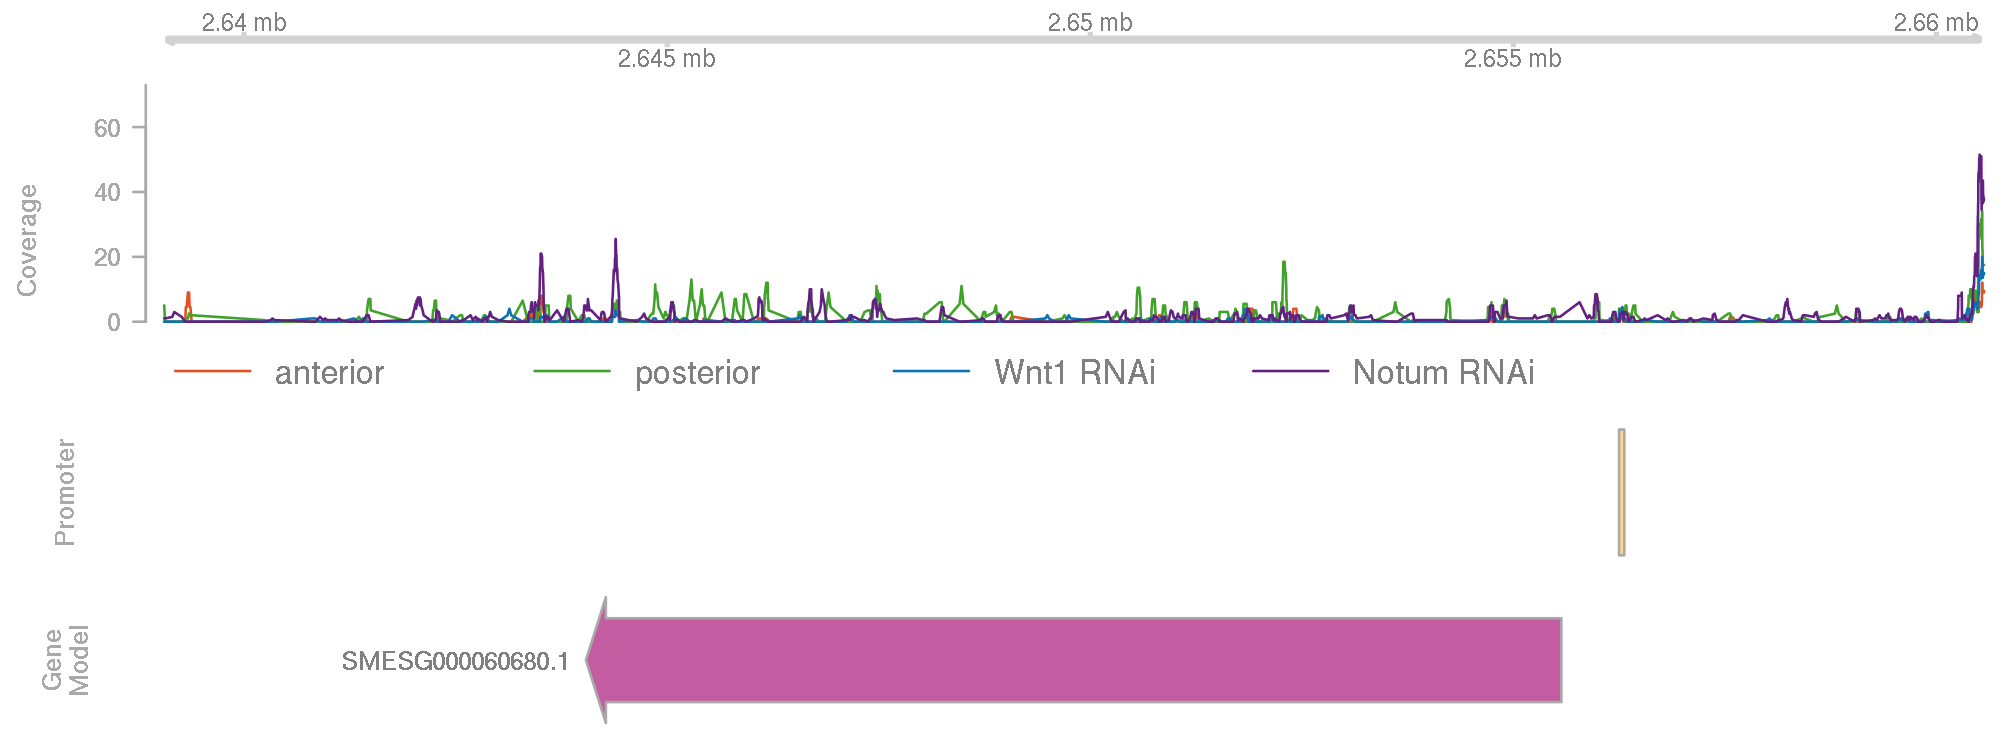 2.64 mb
2.65 mb
2.66 mb
2.645 mb
2.655 mb
Coverage
60
40
20
0
anterior
posterior
Wnt1 RNAi
Notum RNAi
Promoter
Gene
Model
SMESG000060680.1